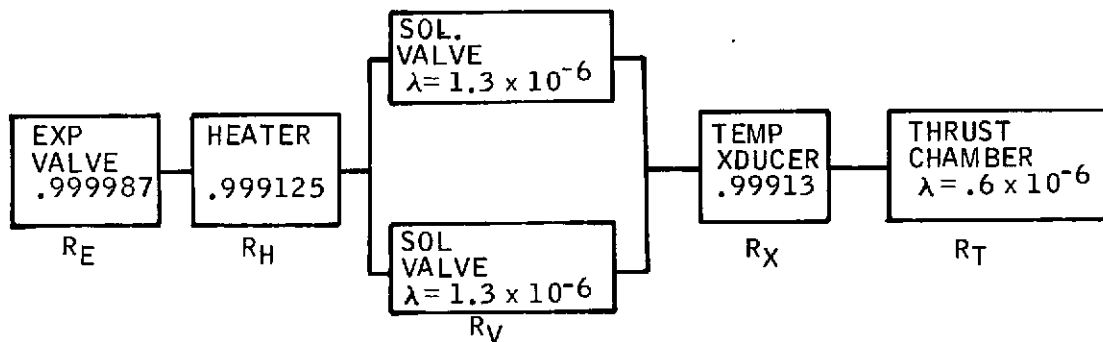 EXP
VALVE
.999987
R_E
HEATER
.999125
R_H
SOL.
VALVE
λ= 1.3 x 10⁻⁶
SOL
VALVE
λ= 1.3 x 10⁻⁶
R_V
TEMP
XDUCER
.99913
R_X
THRUST
CHAMBER
λ =.6 x 10⁻⁶
R_T